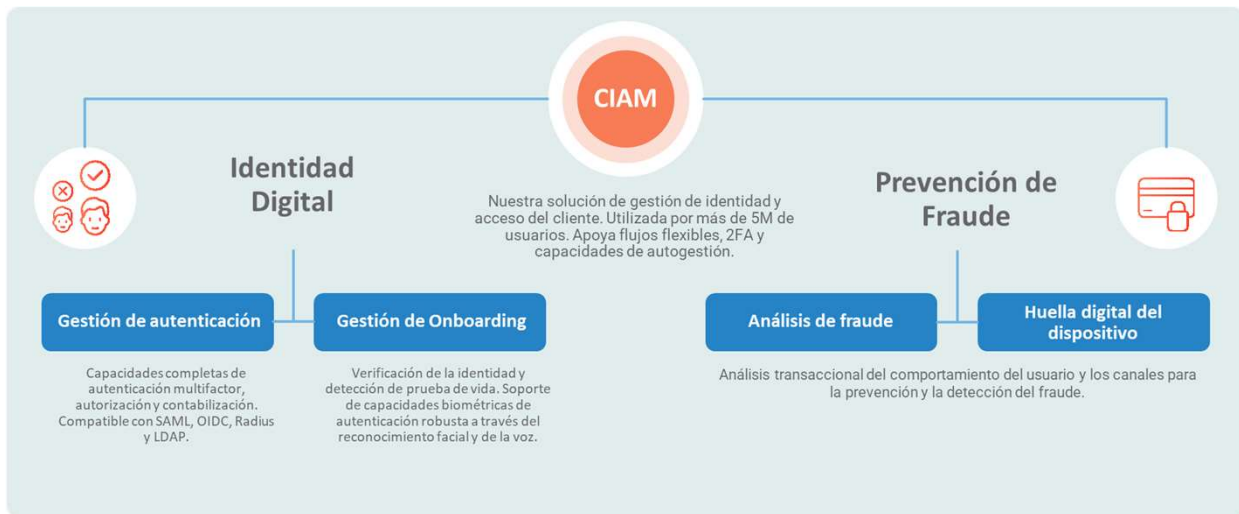 CIAM
Identidad
Digital
Nuestra solución de gestión de identidad y
acceso del cliente. Utilizada por más de 5M de
usuarios. Apoya flujos flexibles, 2FA y
capacidades de autogestión.
Prevención de
Fraude
Gestión de autenticación
Gestión de Onboarding
Capacidades completas de
autenticación multifactor,
autorización y contabilización.
Compatible con SAML, OIDC, Radius
y LDAP.
Verificación de la identidad y
detección de prueba de vida. Soporte
de capacidades biométricas de
autenticación robusta a través del
reconocimiento facial y de la voz.
Análisis de fraude
Huella digital del
dispositivo
Análisis transaccional del comportamiento del usuario y los canales para
la prevención y la detección del fraude.